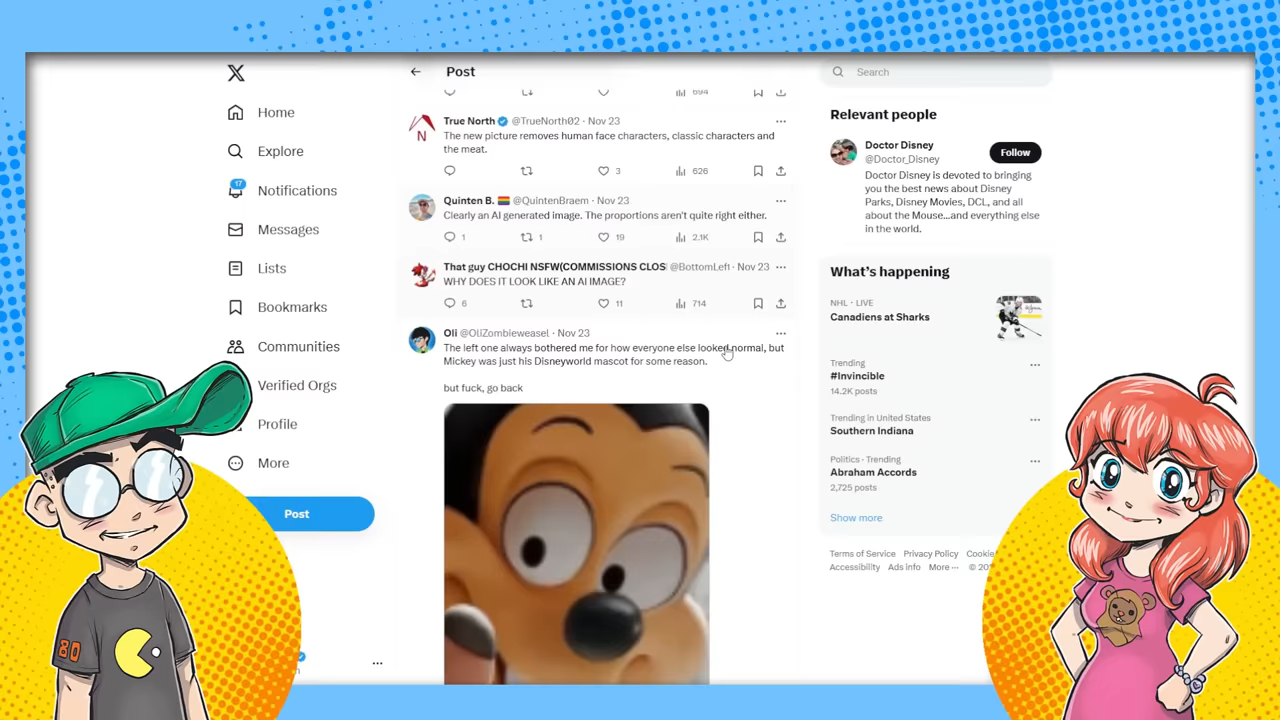 Home
Explore
17
Notifications
Messages
Lists
Bookmarks
Communities
Verified Orgs
Profile
More
Post
Post
694
True North @TrueNorth02 · Nov 23
The new picture removes human face characters, classic characters and
the meat.
3 626
Quinten B. 🏳️‍🌈 @QuintenBraem · Nov 23
Clearly an AI generated image. The proportions aren't quite right either.
1 1 19 2.1K
That guy CHOCHI NSFW(COMMISSIONS CLOS @BottomLefi · Nov 23
WHY DOES IT LOOK LIKE AN AI IMAGE?
6 11 714
Oli @OliZombieweasel · Nov 23
The left one always bothered me for how everyone else looked normal, but
Mickey was just his Disneyworld mascot for some reason.
but fuck, go back
Search
Relevant people
Doctor Disney
@Doctor_Disney
Follow
Doctor Disney is devoted to bringing
you the best news about Disney
Parks, Disney Movies, DCL, and all
about the Mouse...and everything else
in the world.
What's happening
NHL · LIVE
Canadiens at Sharks
Trending
#Invincible
14.2K posts
Trending in United States
Southern Indiana
Politics · Trending
Abraham Accords
2,725 posts
Show more
Terms of Service Privacy Policy Cookie
Accessibility Ads info More ··· © 20
80